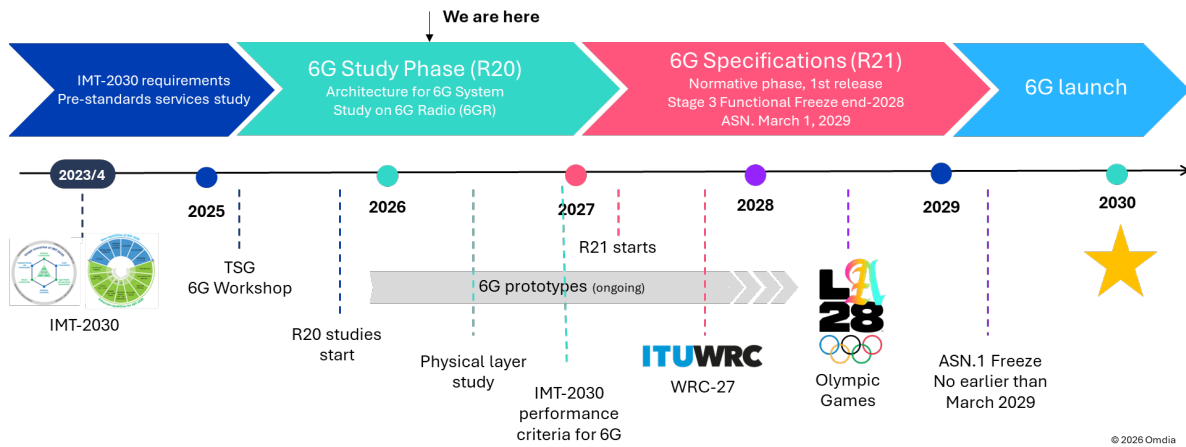 We are here
IMT-2030 requirements
Pre-standards services study
6G Study Phase (R20)
Architecture for 6G System
Study on 6G Radio (6GR)
6G Specifications (R21)
Normative phase, 1st release
Stage 3 Functional Freeze end-2028
ASN. March 1, 2029
6G launch
2023/4
2025
2026
2027
2028
2029
2030
IMT-2030
TSG
6G Workshop
R20 studies
start
6G prototypes (ongoing)
Physical layer
study
R21 starts
IMT-2030
performance
criteria for 6G
ITUWRC
WRC-27
LA
28
Olympic
Games
ASN.1 Freeze
No earlier than
March 2029
© 2026 Omdia